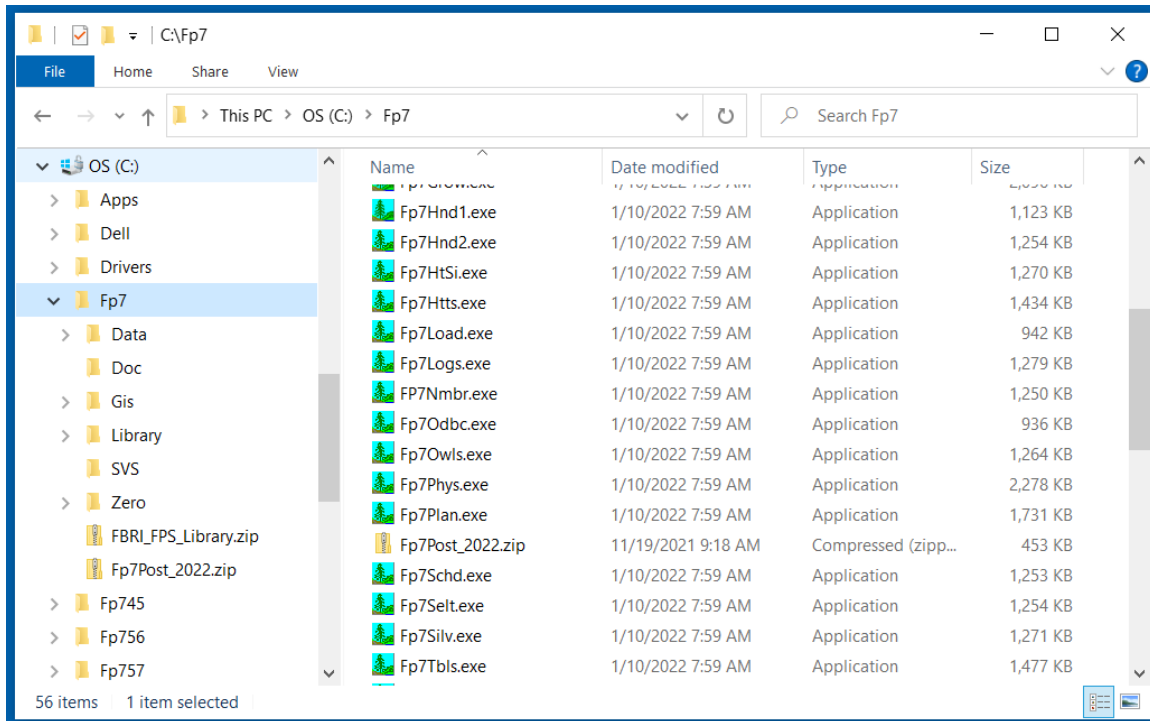 C:\Fp7
File Home Share View
This PC > OS (C:) > Fp7
Search Fp7
OS (C:)
Apps
Dell
Drivers
Fp7
Data
Doc
Gis
Library
SVS
Zero
FBRI_FPS_Library.zip
Fp7Post_2022.zip
Fp745
Fp756
Fp757
Name Date modified Type Size
Fp7Grow.exe 1/10/2022 7:59 AM Application
Fp7Hnd1.exe 1/10/2022 7:59 AM Application 1,123 KB
Fp7Hnd2.exe 1/10/2022 7:59 AM Application 1,254 KB
Fp7HtSi.exe 1/10/2022 7:59 AM Application 1,270 KB
Fp7Htts.exe 1/10/2022 7:59 AM Application 1,434 KB
Fp7Load.exe 1/10/2022 7:59 AM Application 942 KB
Fp7Logs.exe 1/10/2022 7:59 AM Application 1,279 KB
FP7Nmbr.exe 1/10/2022 7:59 AM Application 1,250 KB
Fp7Odbc.exe 1/10/2022 7:59 AM Application 936 KB
Fp7Owls.exe 1/10/2022 7:59 AM Application 1,264 KB
Fp7Phys.exe 1/10/2022 7:59 AM Application 2,278 KB
Fp7Plan.exe 1/10/2022 7:59 AM Application 1,731 KB
Fp7Post_2022.zip 11/19/2021 9:18 AM Compressed (zipp... 453 KB
Fp7Schd.exe 1/10/2022 7:59 AM Application 1,253 KB
Fp7Selt.exe 1/10/2022 7:59 AM Application 1,254 KB
Fp7Silv.exe 1/10/2022 7:59 AM Application 1,271 KB
Fp7Tbls.exe 1/10/2022 7:59 AM Application 1,477 KB
56 items 1 item selected